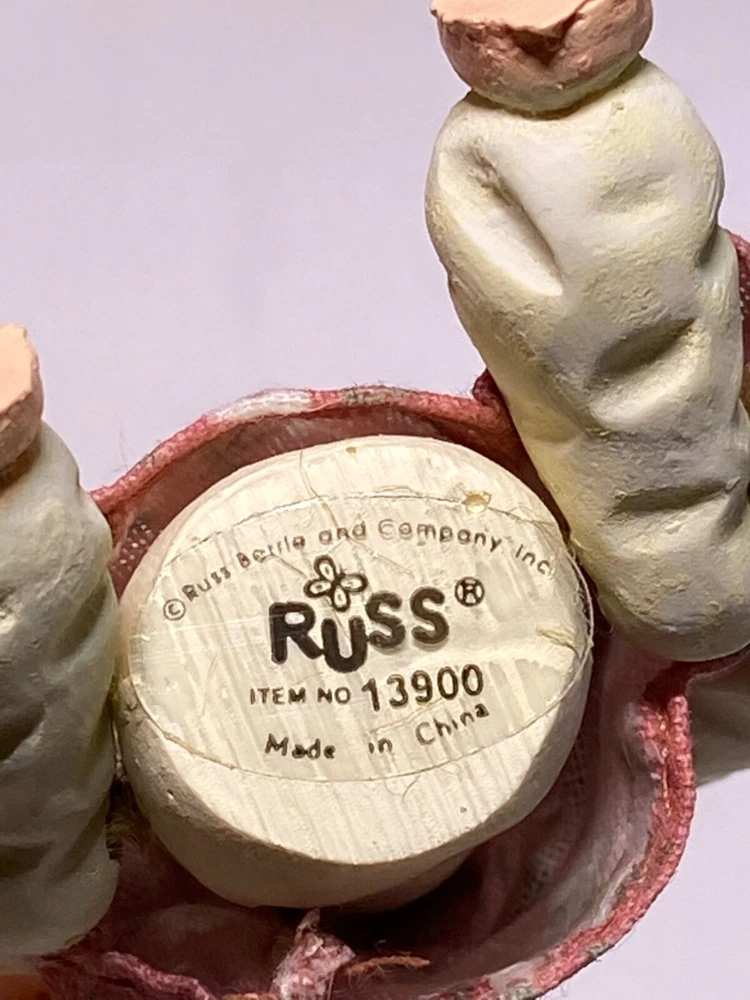 © Russ Berrie and Company Inc.
RUSS®
ITEM NO 13900
Made in China